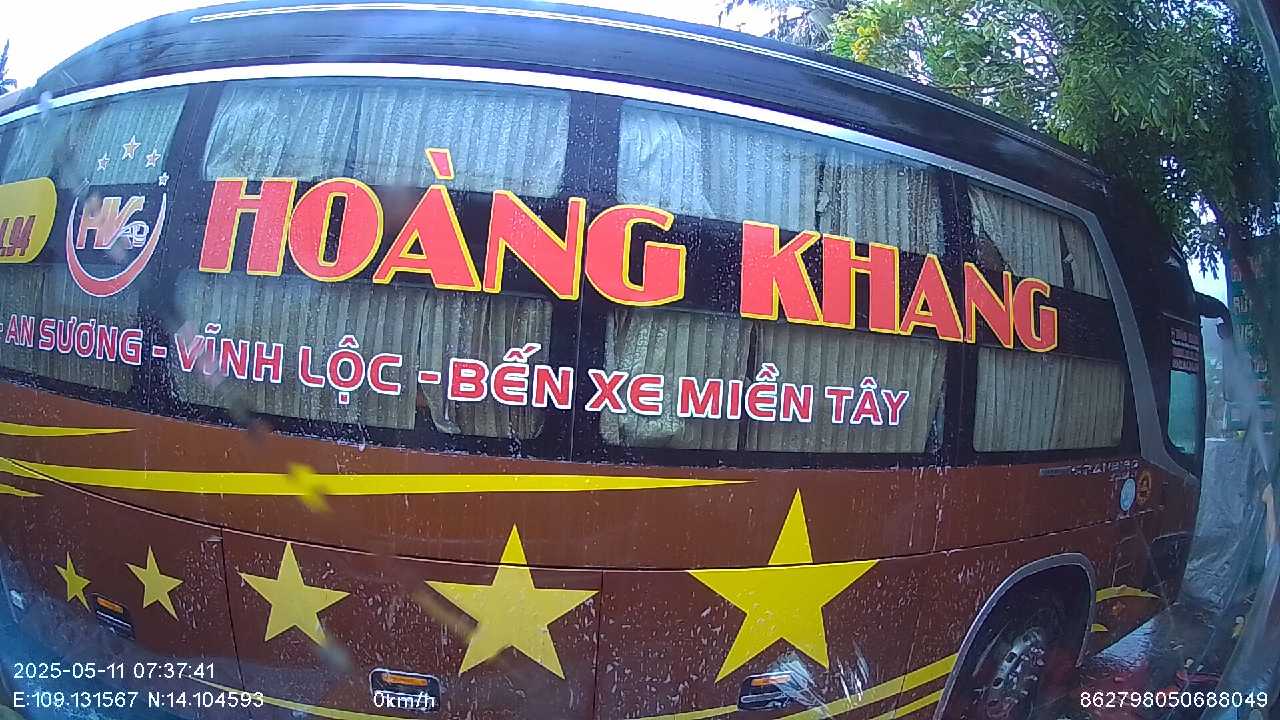 HOÀNG KHANG
- AN SƯƠNG - VĨNH LỘC - BẾN XE MIỀN TÂY
2025-05-11 07:37:41
E:109.131567 N:14.104593
0km/h
862798050688049